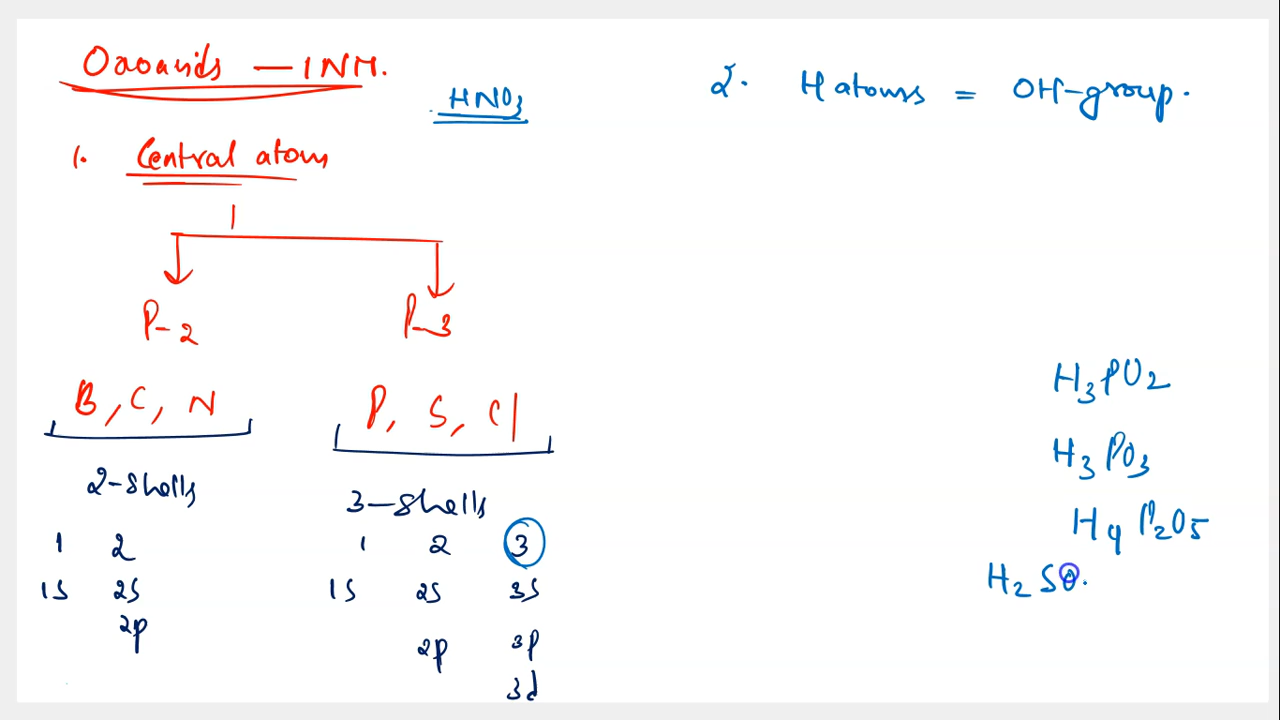 Oxoacids — INM.
HNO3
1. Central atom
P-2 P-3
B, C, N P, S, Cl
2-shells 3-shells
1 2 1 2 3
1S 2S 1S 2S 3S
2p 2p 3p
3d
2. H atoms = OH-group.
H3PO2
H3PO3
H4P2O5
H2SO